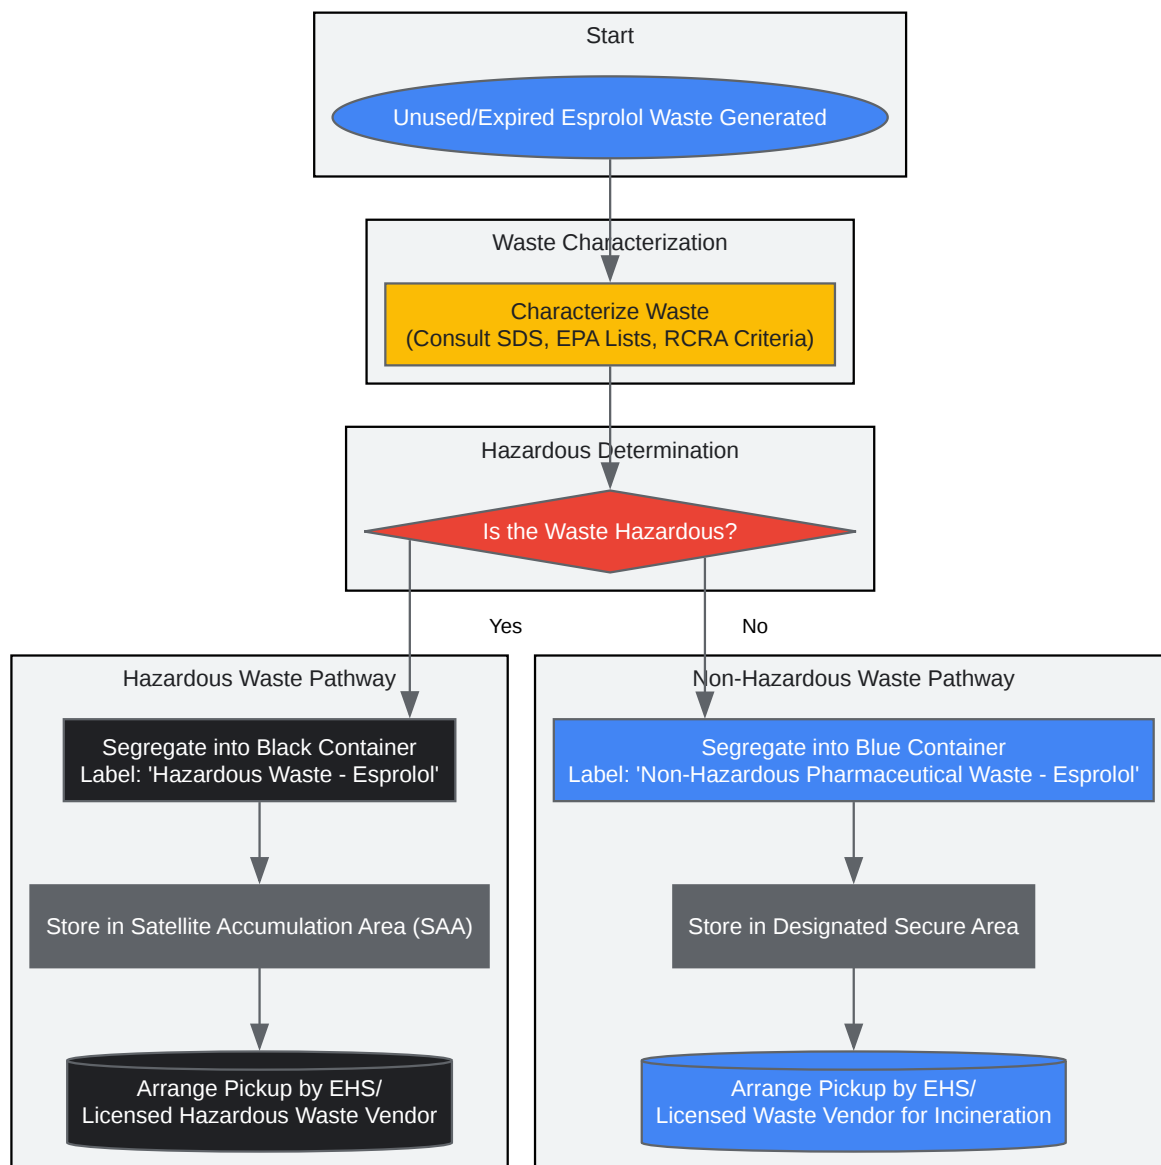 Start
Unused/Expired Esprolol Waste Generated
Waste Characterization
Characterize Waste
(Consult SDS, EPA Lists, RCRA Criteria)
Hazardous Determination
Is the Waste Hazardous?
Yes
No
Hazardous Waste Pathway
Segregate into Black Container
Label: 'Hazardous Waste - Esprolol'
Store in Satellite Accumulation Area (SAA)
Arrange Pickup by EHS/
Licensed Hazardous Waste Vendor
Non-Hazardous Waste Pathway
Segregate into Blue Container
Label: 'Non-Hazardous Pharmaceutical Waste - Esprolol'
Store in Designated Secure Area
Arrange Pickup by EHS/
Licensed Waste Vendor for Incineration